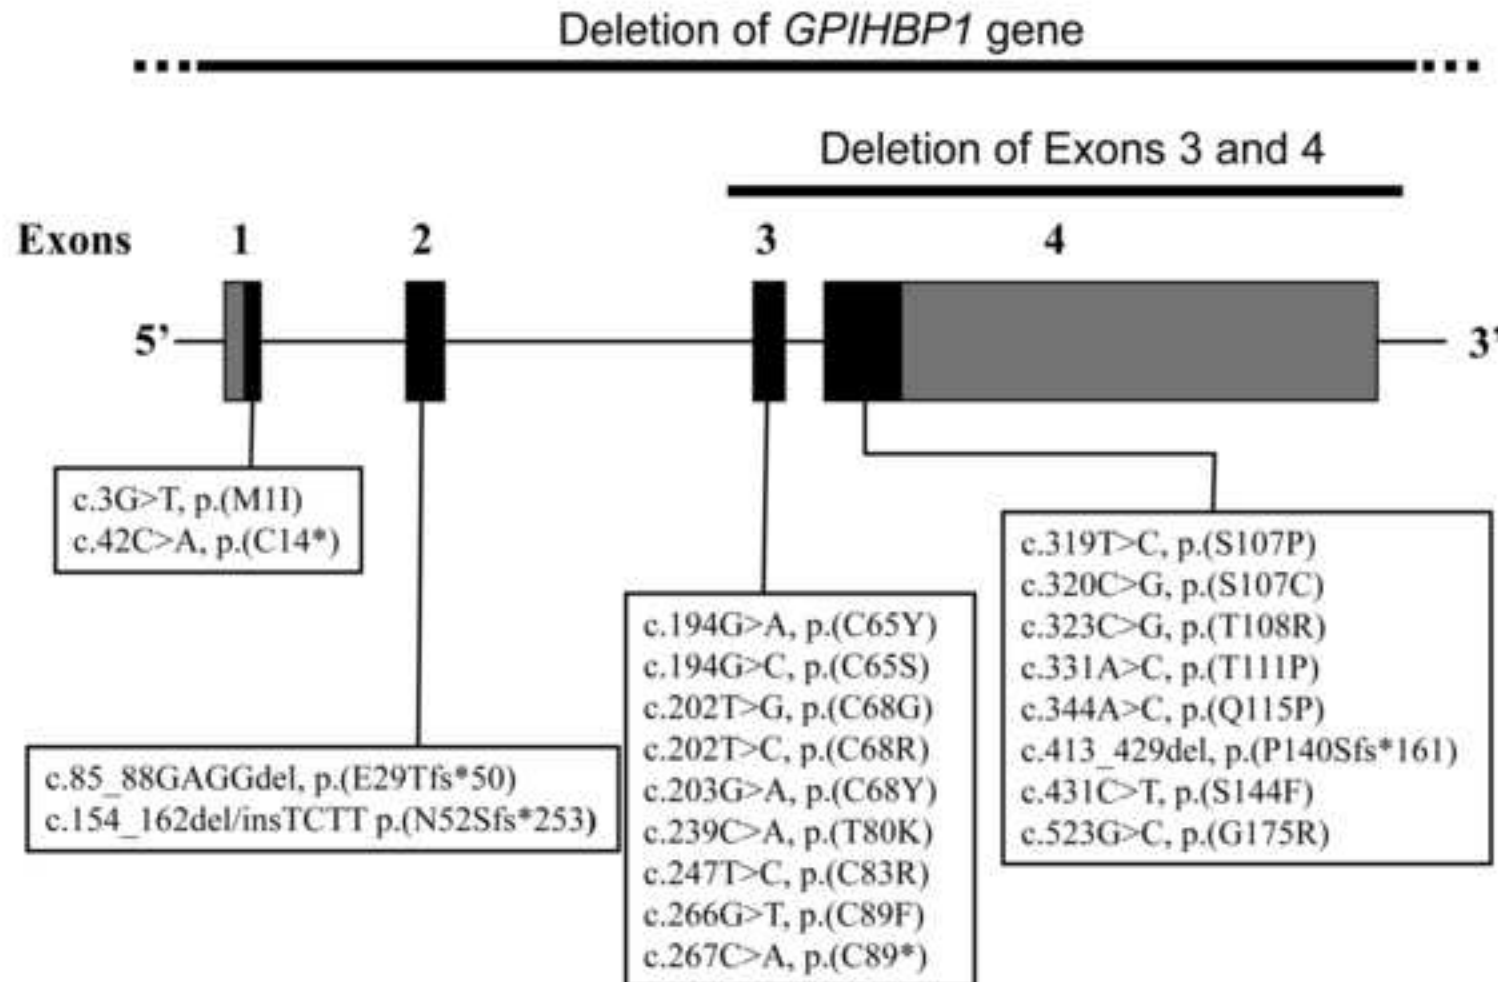 Deletion of GPIHBP1 gene
Deletion of Exons 3 and 4
Exons 1 2 3 4
5’ 3’
c.3G>T, p.(M1I)
c.42C>A, p.(C14*)
c.85_88GAGGdel, p.(E29Tfs*50)
c.154_162del/insTCTT p.(N52Sfs*253)
c.194G>A, p.(C65Y)
c.194G>C, p.(C65S)
c.202T>G, p.(C68G)
c.202T>C, p.(C68R)
c.203G>A, p.(C68Y)
c.239C>A, p.(T80K)
c.247T>C, p.(C83R)
c.266G>T, p.(C89F)
c.267C>A, p.(C89*)
c.319T>C, p.(S107P)
c.320C>G, p.(S107C)
c.323C>G, p.(T108R)
c.331A>C, p.(T111P)
c.344A>C, p.(Q115P)
c.413_429del, p.(P140Sfs*161)
c.431C>T, p.(S144F)
c.523G>C, p.(G175R)